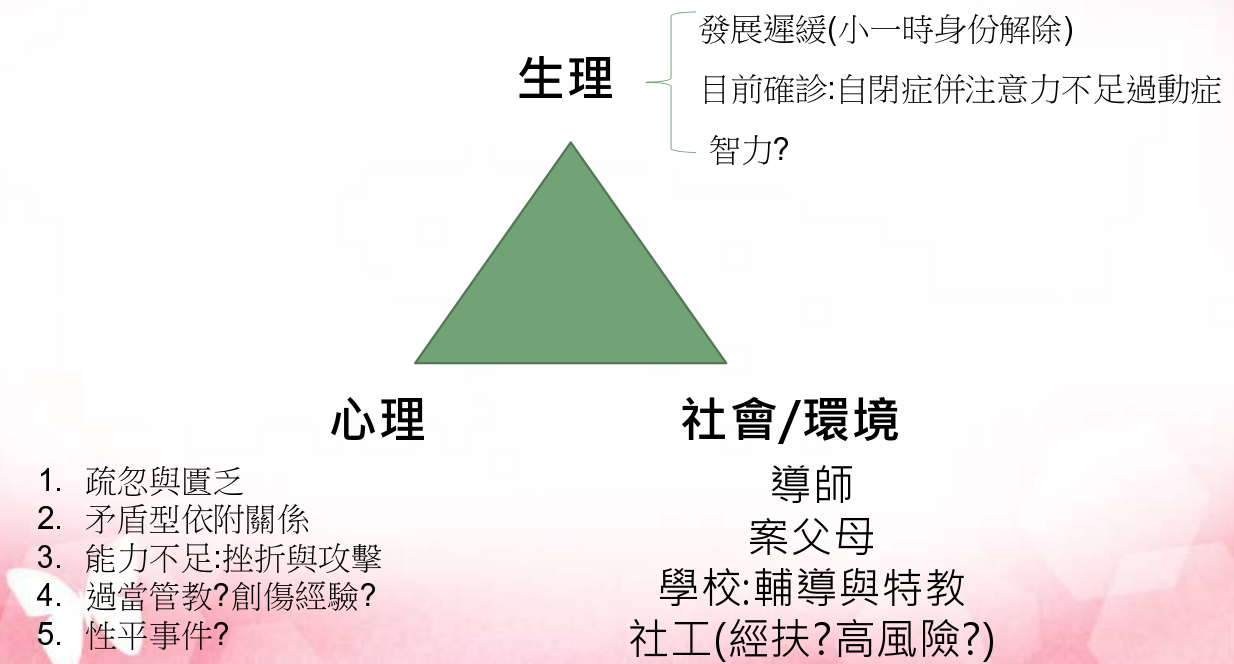 生理
發展遲緩(小一時身份解除)
目前確診:自閉症併注意力不足過動症
智力?
心理
1. 疏忽與匱乏
2. 矛盾型依附關係
3. 能力不足:挫折與攻擊
4. 過當管教?創傷經驗?
5. 性平事件?
社會/環境
導師
案父母
學校:輔導與特教
社工(經扶?高風險?)